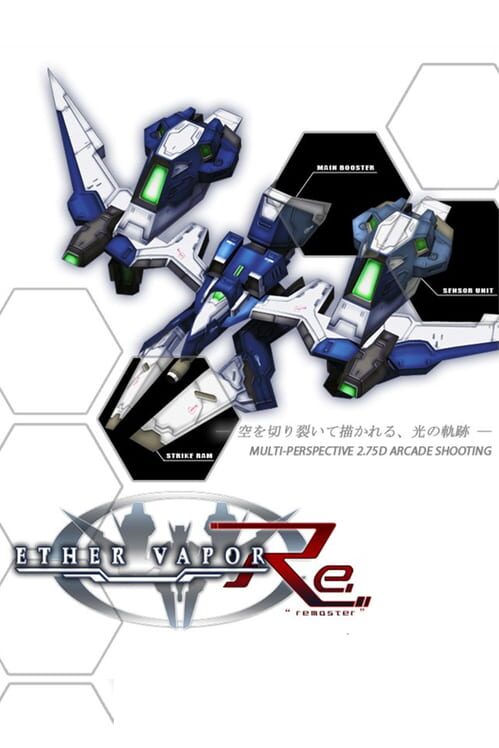 MAIN BOOSTER
SENSOR UNIT
STRIKE RAM
― 空を切り裂いて描かれる、光の軌跡 ―
MULTI-PERSPECTIVE 2.75D ARCADE SHOOTING
ETHER VAPOR
Re
"remaster"